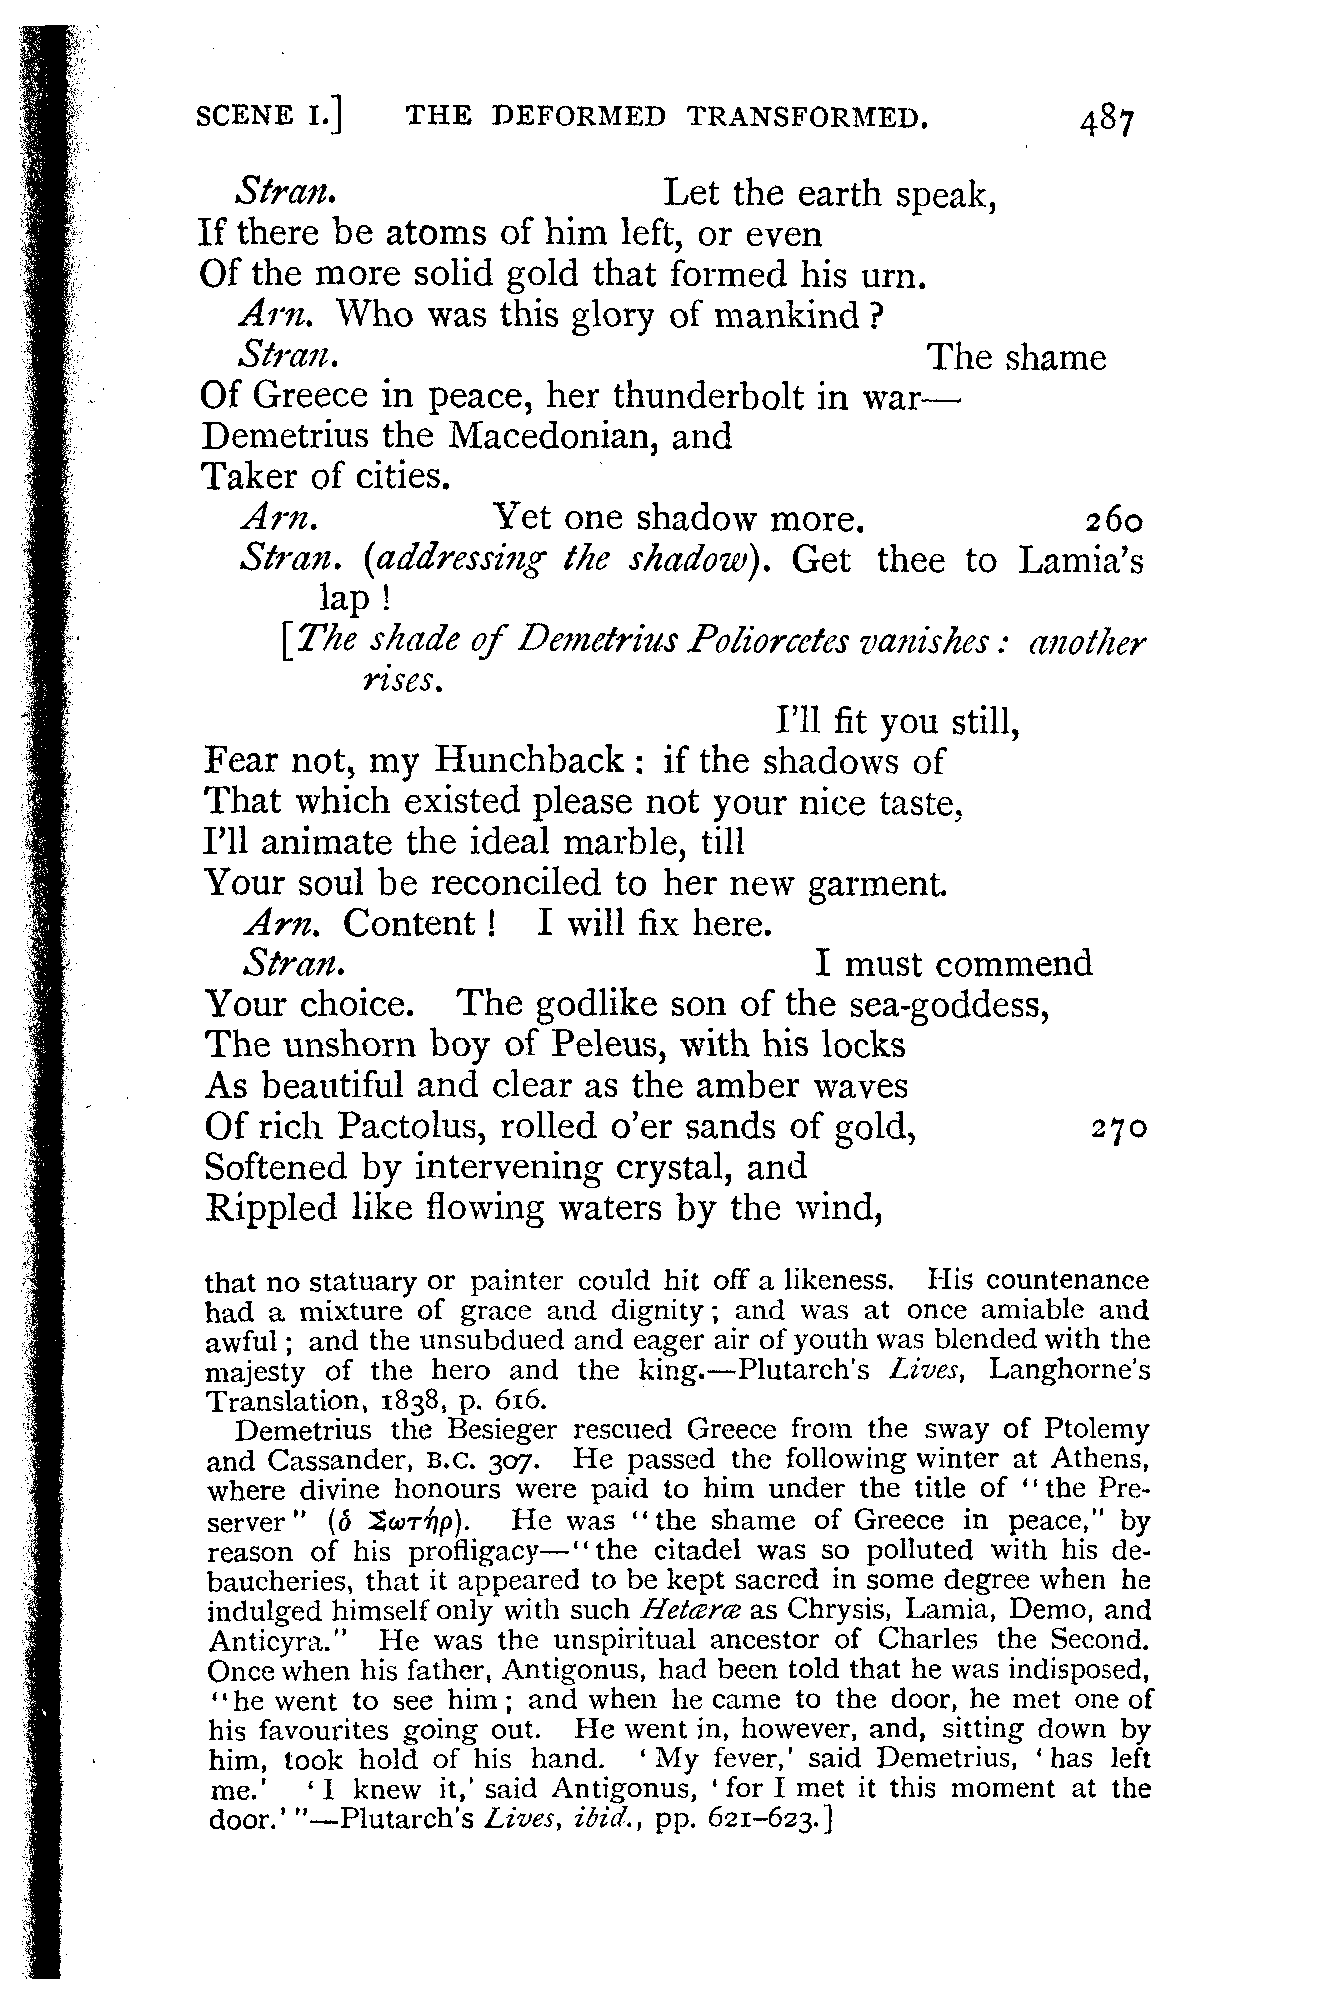 SCENE I.] THE DEFORMED TRANSFORMED. 487
Stran. Let the earth speak,
If there be atoms of him left, or even
Of the more solid gold that formed his urn.
Arn. Who was this glory of mankind?
Stran. The shame
Of Greece in peace, her thunderbolt in war—
Demetrius the Macedonian, and
Taker of cities.
Arn. Yet one shadow more. 260
Stran. (addressing the shadow). Get thee to Lamia's
lap!
[The shade of Demetrius Poliorcetes vanishes: another
rises.
I'll fit you still,
Fear not, my Hunchback: if the shadows of
That which existed please not your nice taste,
I'll animate the ideal marble, till
Your soul be reconciled to her new garment.
Arn. Content! I will fix here.
Stran. I must commend
Your choice. The godlike son of the sea-goddess,
The unshorn boy of Peleus, with his locks
As beautiful and clear as the amber waves
Of rich Pactolus, rolled o'er sands of gold, 270
Softened by intervening crystal, and
Rippled like flowing waters by the wind,
that no statuary or painter could hit off a likeness. His countenance
had a mixture of grace and dignity; and was at once amiable and
awful; and the unsubdued and eager air of youth was blended with the
majesty of the hero and the king.—Plutarch's Lives, Langhorne's
Translation, 1838, p. 616.
Demetrius the Besieger rescued Greece from the sway of Ptolemy
and Cassander, B.C. 307. He passed the following winter at Athens,
where divine honours were paid to him under the title of "the Pre-
server" (ὁ Σωτήρ). He was "the shame of Greece in peace," by
reason of his profligacy—"the citadel was so polluted with his de-
baucheries, that it appeared to be kept sacred in some degree when he
indulged himself only with such Hetæræ as Chrysis, Lamia, Demo, and
Anticyra." He was the unspiritual ancestor of Charles the Second.
Once when his father, Antigonus, had been told that he was indisposed,
"he went to see him; and when he came to the door, he met one of
his favourites going out. He went in, however, and, sitting down by
him, took hold of his hand. 'My fever,' said Demetrius, 'has left
me.' 'I knew it,' said Antigonus, 'for I met it this moment at the
door.'"—Plutarch's Lives, ibid., pp. 621-623.]